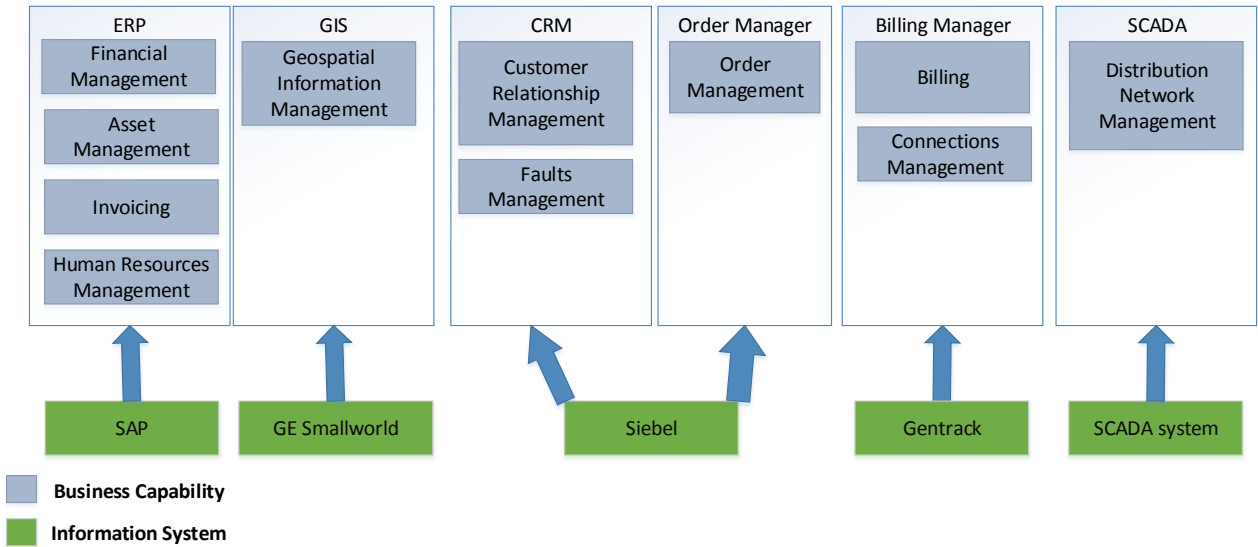 ERP
Financial
Management
Asset
Management
Invoicing
Human Resources
Management
GIS
Geospatial
Information
Management
CRM
Customer
Relationship
Management
Faults
Management
Order Manager
Order
Management
Billing Manager
Billing
Connections
Management
SCADA
Distribution
Network
Management
SAP
GE Smallworld
Siebel
Gentrack
SCADA system
Business Capability
Information System